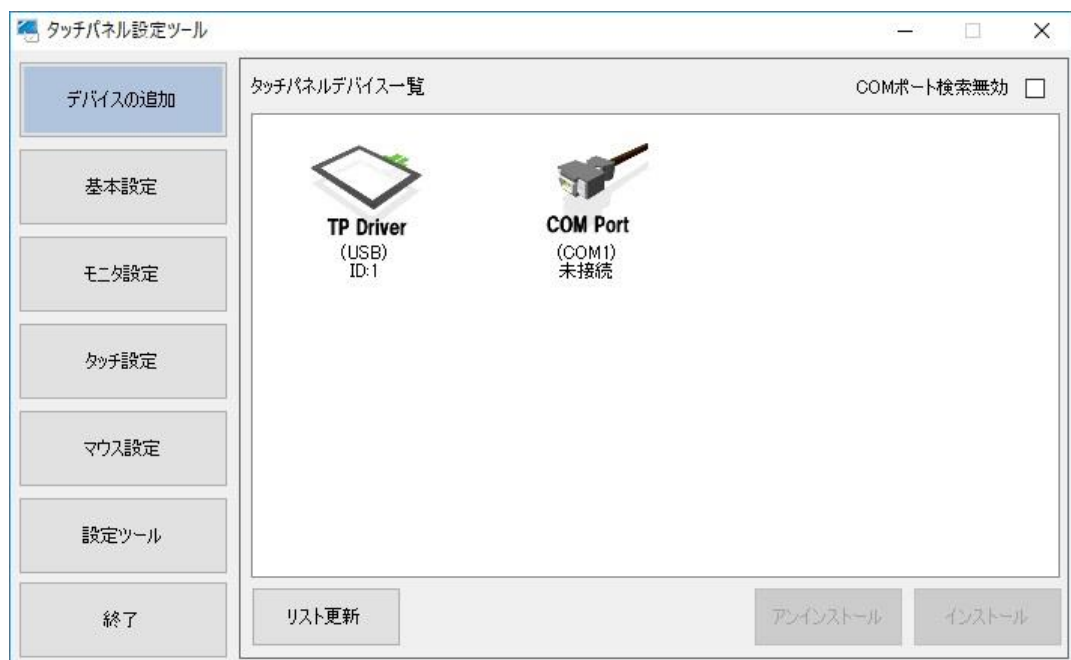 タッチパネル設定ツール
デバイスの追加
基本設定
モニタ設定
タッチ設定
マウス設定
設定ツール
終了
タッチパネルデバイス一覧
COMポート検索無効
TP Driver
(USB)
ID:1
COM Port
(COM1)
未接続
リスト更新
アンインストール
インストール